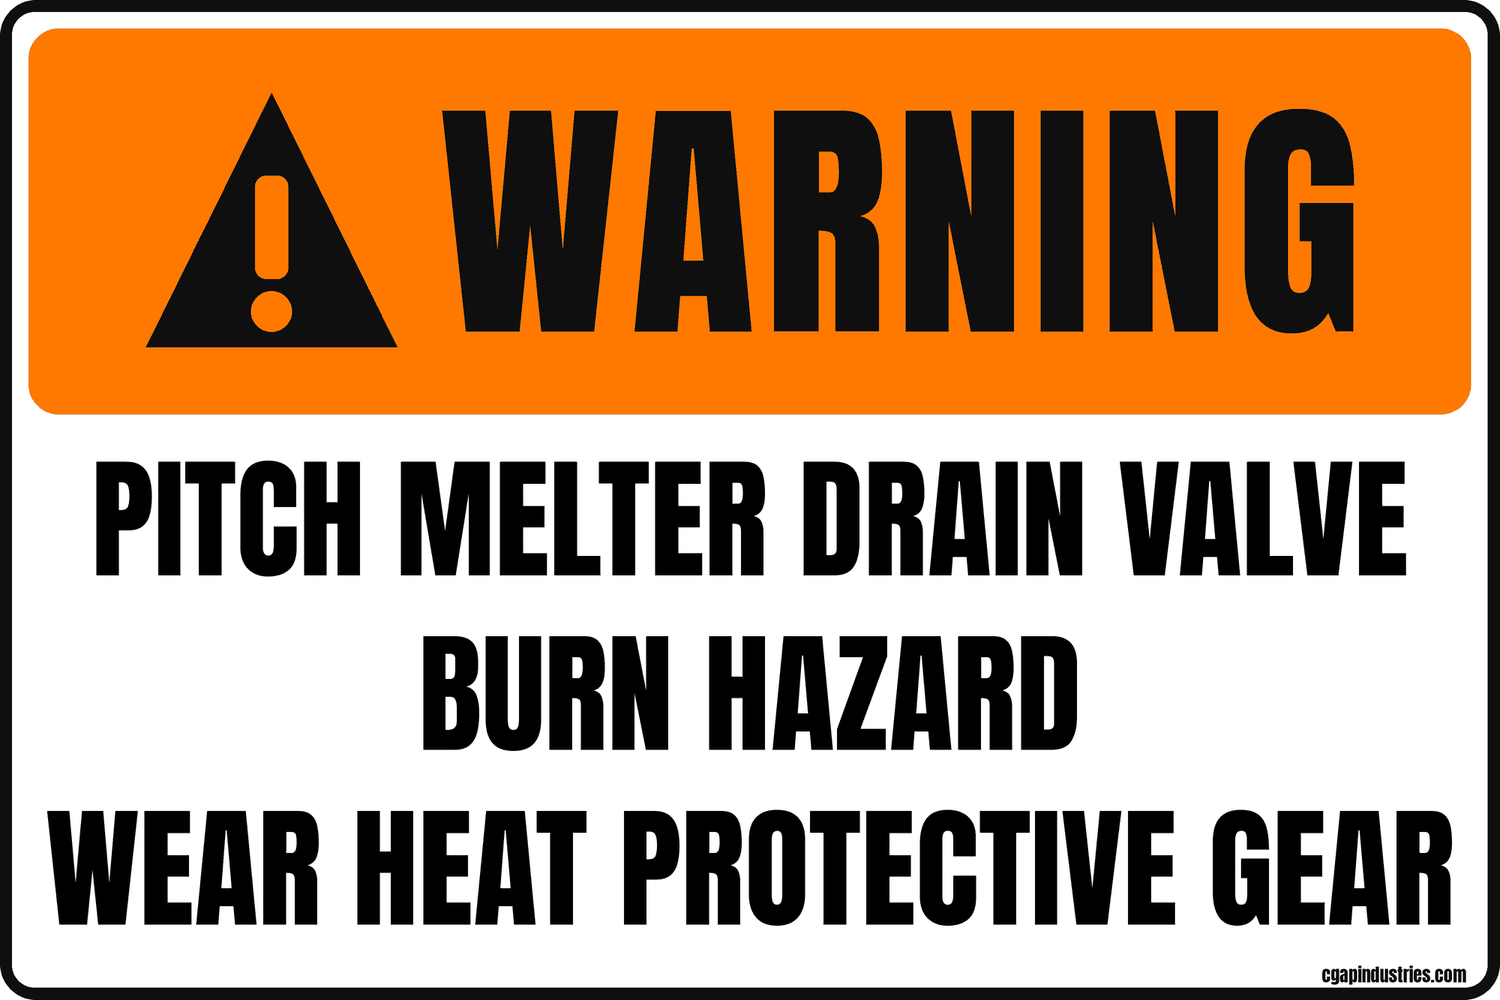 WARNING
PITCH MELTER DRAIN VALVE
BURN HAZARD
WEAR HEAT PROTECTIVE GEAR
cgapindustries.com